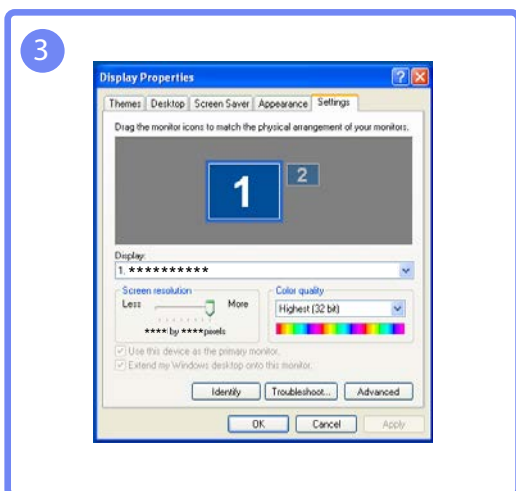 3
Display Properties
Themes Desktop Screen Saver Appearance Settings
Drag the monitor icons to match the physical arrangement of your monitors.
1 2
Display:
1. **********
Screen resolution Color quality
Less More Highest (32 bit)
**** by **** pixels
Use this device as the primary monitor.
Extend my Windows desktop onto this monitor.
Identify Troubleshoot... Advanced
OK Cancel Apply